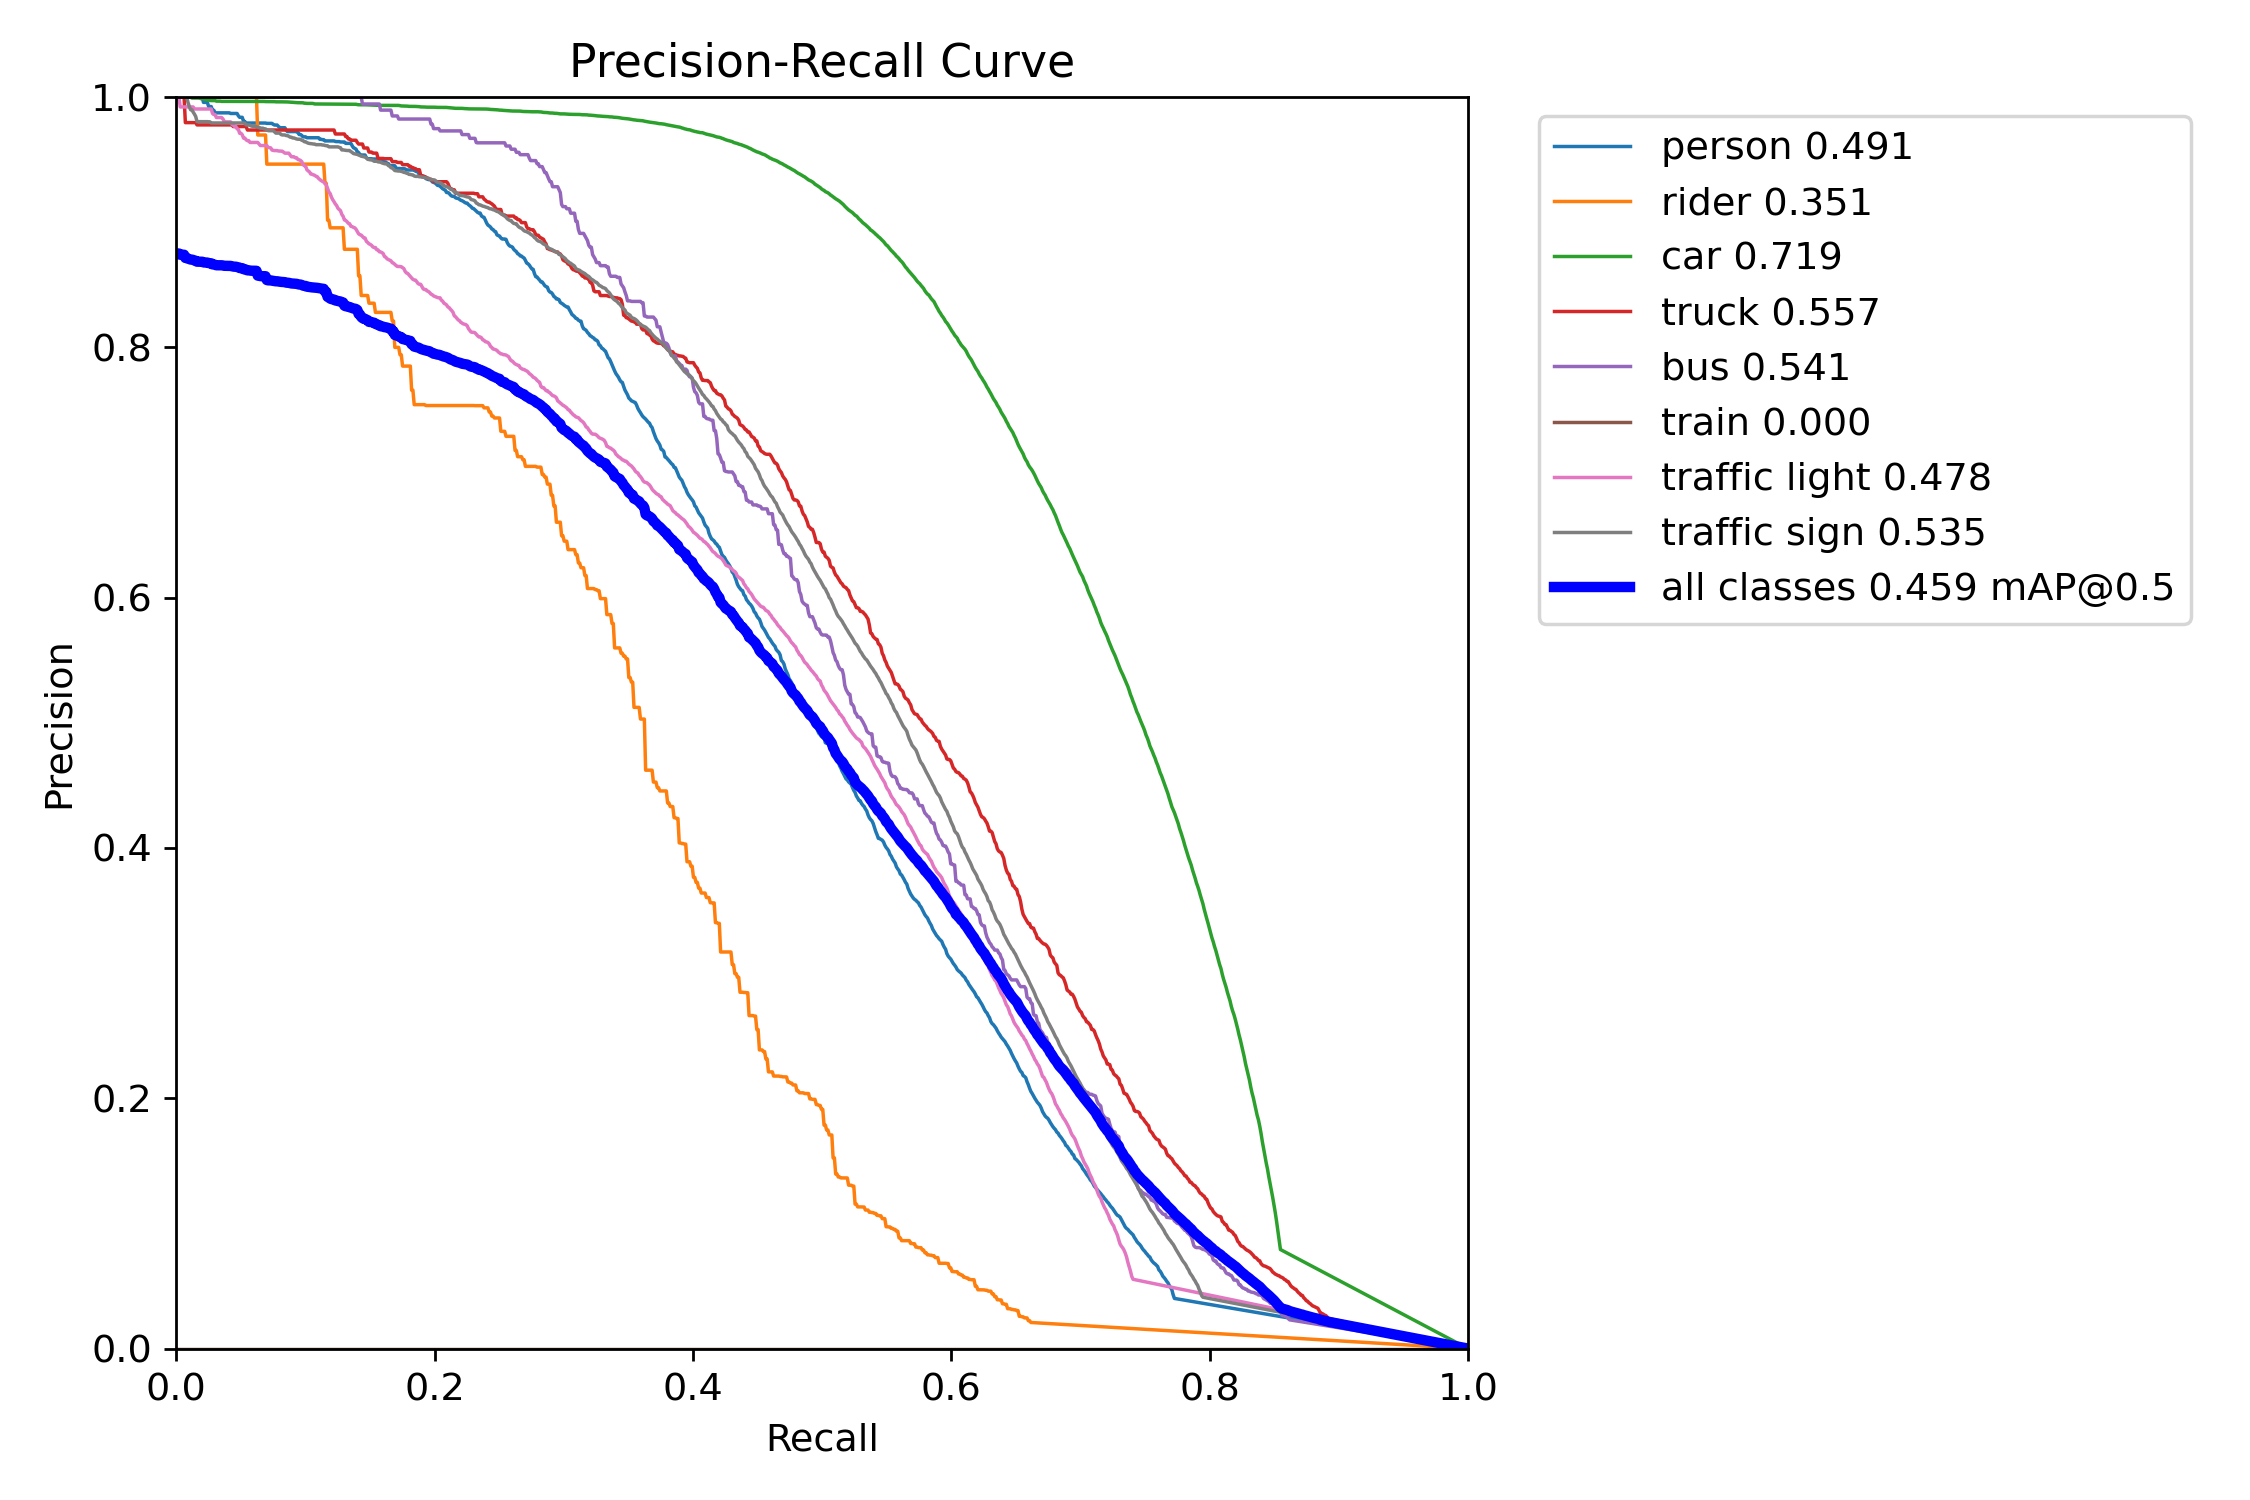 Precision-Recall Curve
1.0
0.8
0.6
0.4
0.2
0.0
Precision
0.0 0.2 0.4 0.6 0.8 1.0
Recall
person 0.491
rider 0.351
car 0.719
truck 0.557
bus 0.541
train 0.000
traffic light 0.478
traffic sign 0.535
all classes 0.459 mAP@0.5